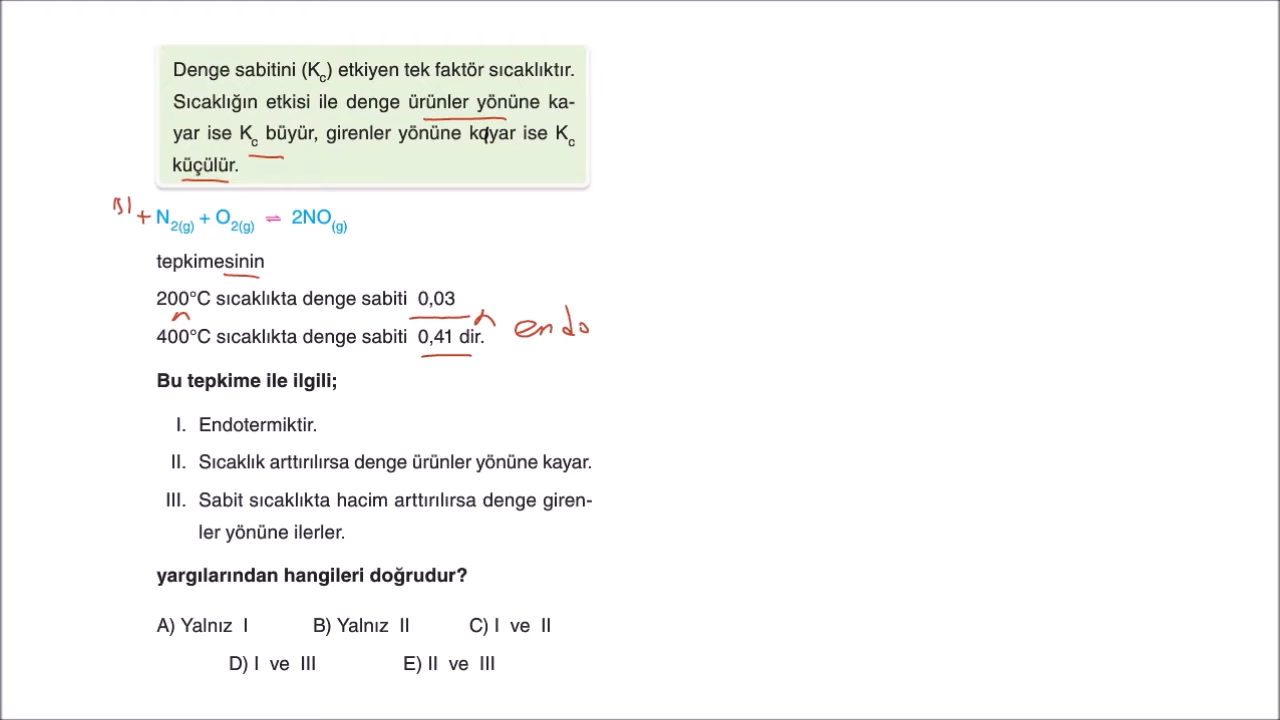 Denge sabitini (Kc) etkiyen tek faktör sıcaklıktır.
Sıcaklığın etkisi ile denge ürünler yönüne ka-
yar ise Kc büyür, girenler yönüne kayar ise Kc
küçülür.
ısı + N2(g) + O2(g) ⇌ 2NO(g)
tepkimesinin
200°C sıcaklıkta denge sabiti 0,03
400°C sıcaklıkta denge sabiti 0,41 dir. endo
Bu tepkime ile ilgili;
I. Endotermiktir.
II. Sıcaklık arttırılırsa denge ürünler yönüne kayar.
III. Sabit sıcaklıkta hacim arttırılırsa denge giren-
ler yönüne ilerler.
yargılarından hangileri doğrudur?
A) Yalnız I B) Yalnız II C) I ve II
D) I ve III E) II ve III